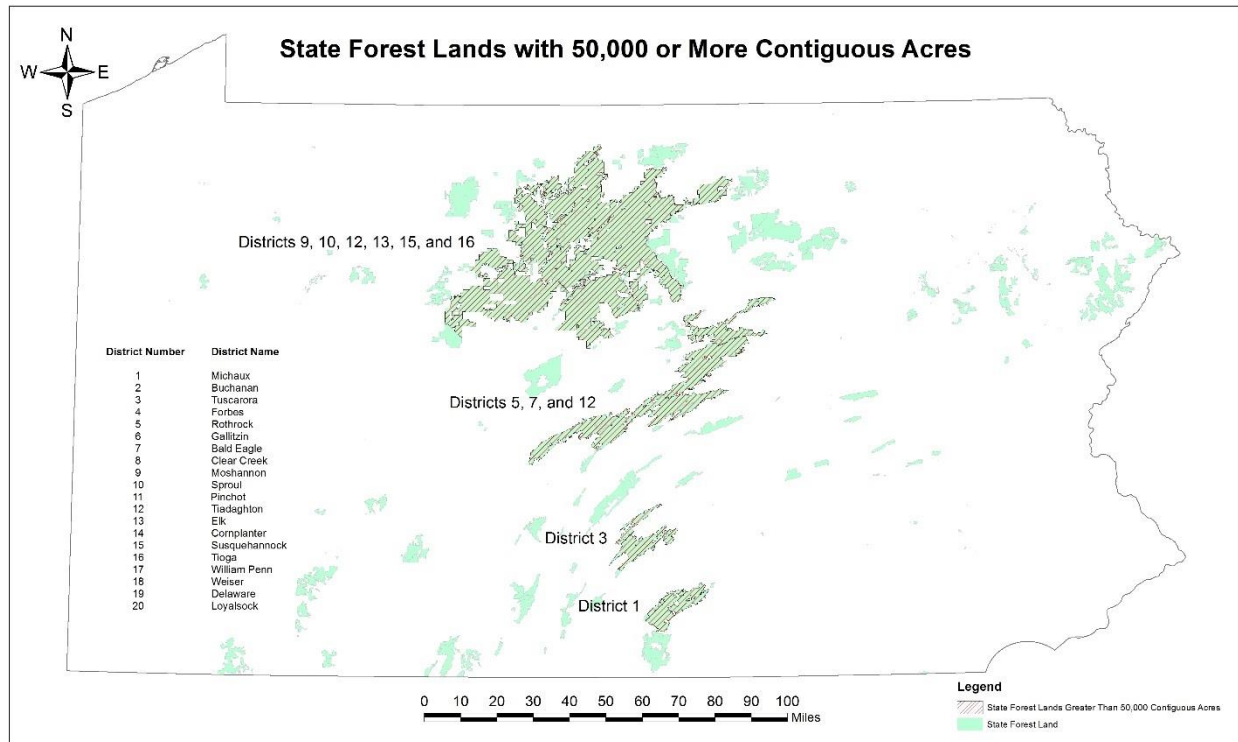 State Forest Lands with 50,000 or More Contiguous Acres
N
W E
S
Districts 9, 10, 12, 13, 15, and 16
District Number District Name
1 Michaux
2 Buchanan
3 Tuscarora
4 Forbes
5 Rothrock
6 Gallitzin
7 Bald Eagle
8 Clear Creek
9 Moshannon
10 Sproul
11 Pinchot
12 Tiadaghton
13 Elk
14 Cornplanter
15 Susquehannock
16 Tioga
17 William Penn
18 Weiser
19 Delaware
20 Loyalsock
Districts 5, 7, and 12
District 3
District 1
0 10 20 30 40 50 60 70 80 90 100
Miles
Legend
State Forest Lands Greater Than 50,000 Contiguous Acres
State Forest Land